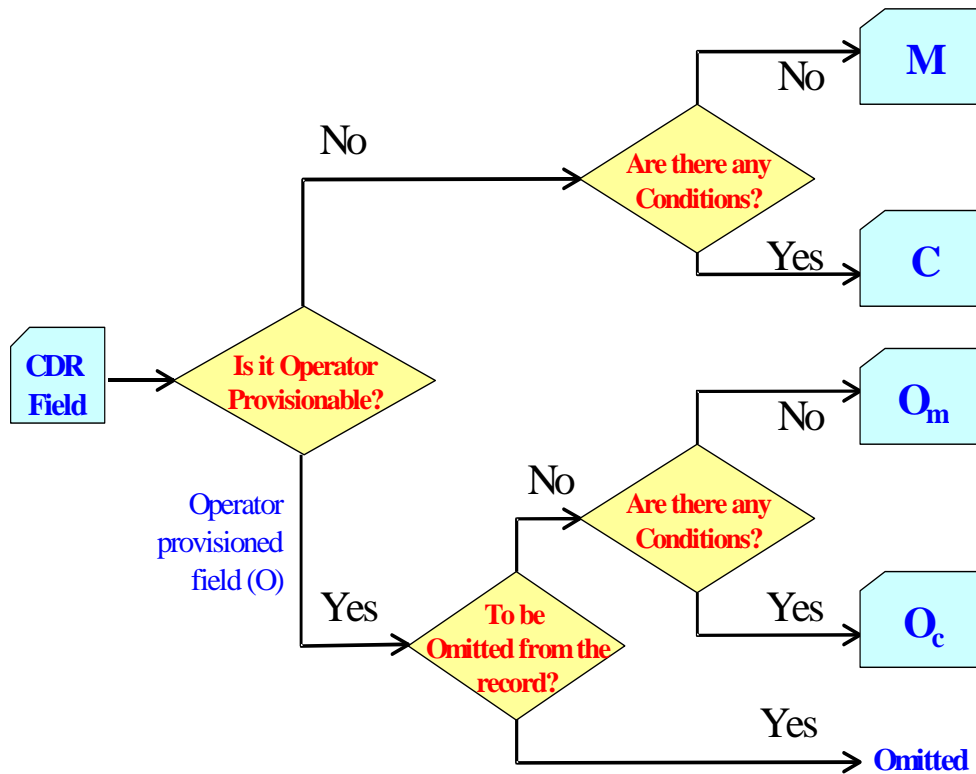 M
No
No
Are there any
Conditions?
Yes
C
CDR
Field
Is it Operator
Provisionable?
No
Om
Operator
provisioned
field (O)
No
Are there any
Conditions?
Yes
To be
Omitted from the
record?
Yes
Oc
Yes
Omitted